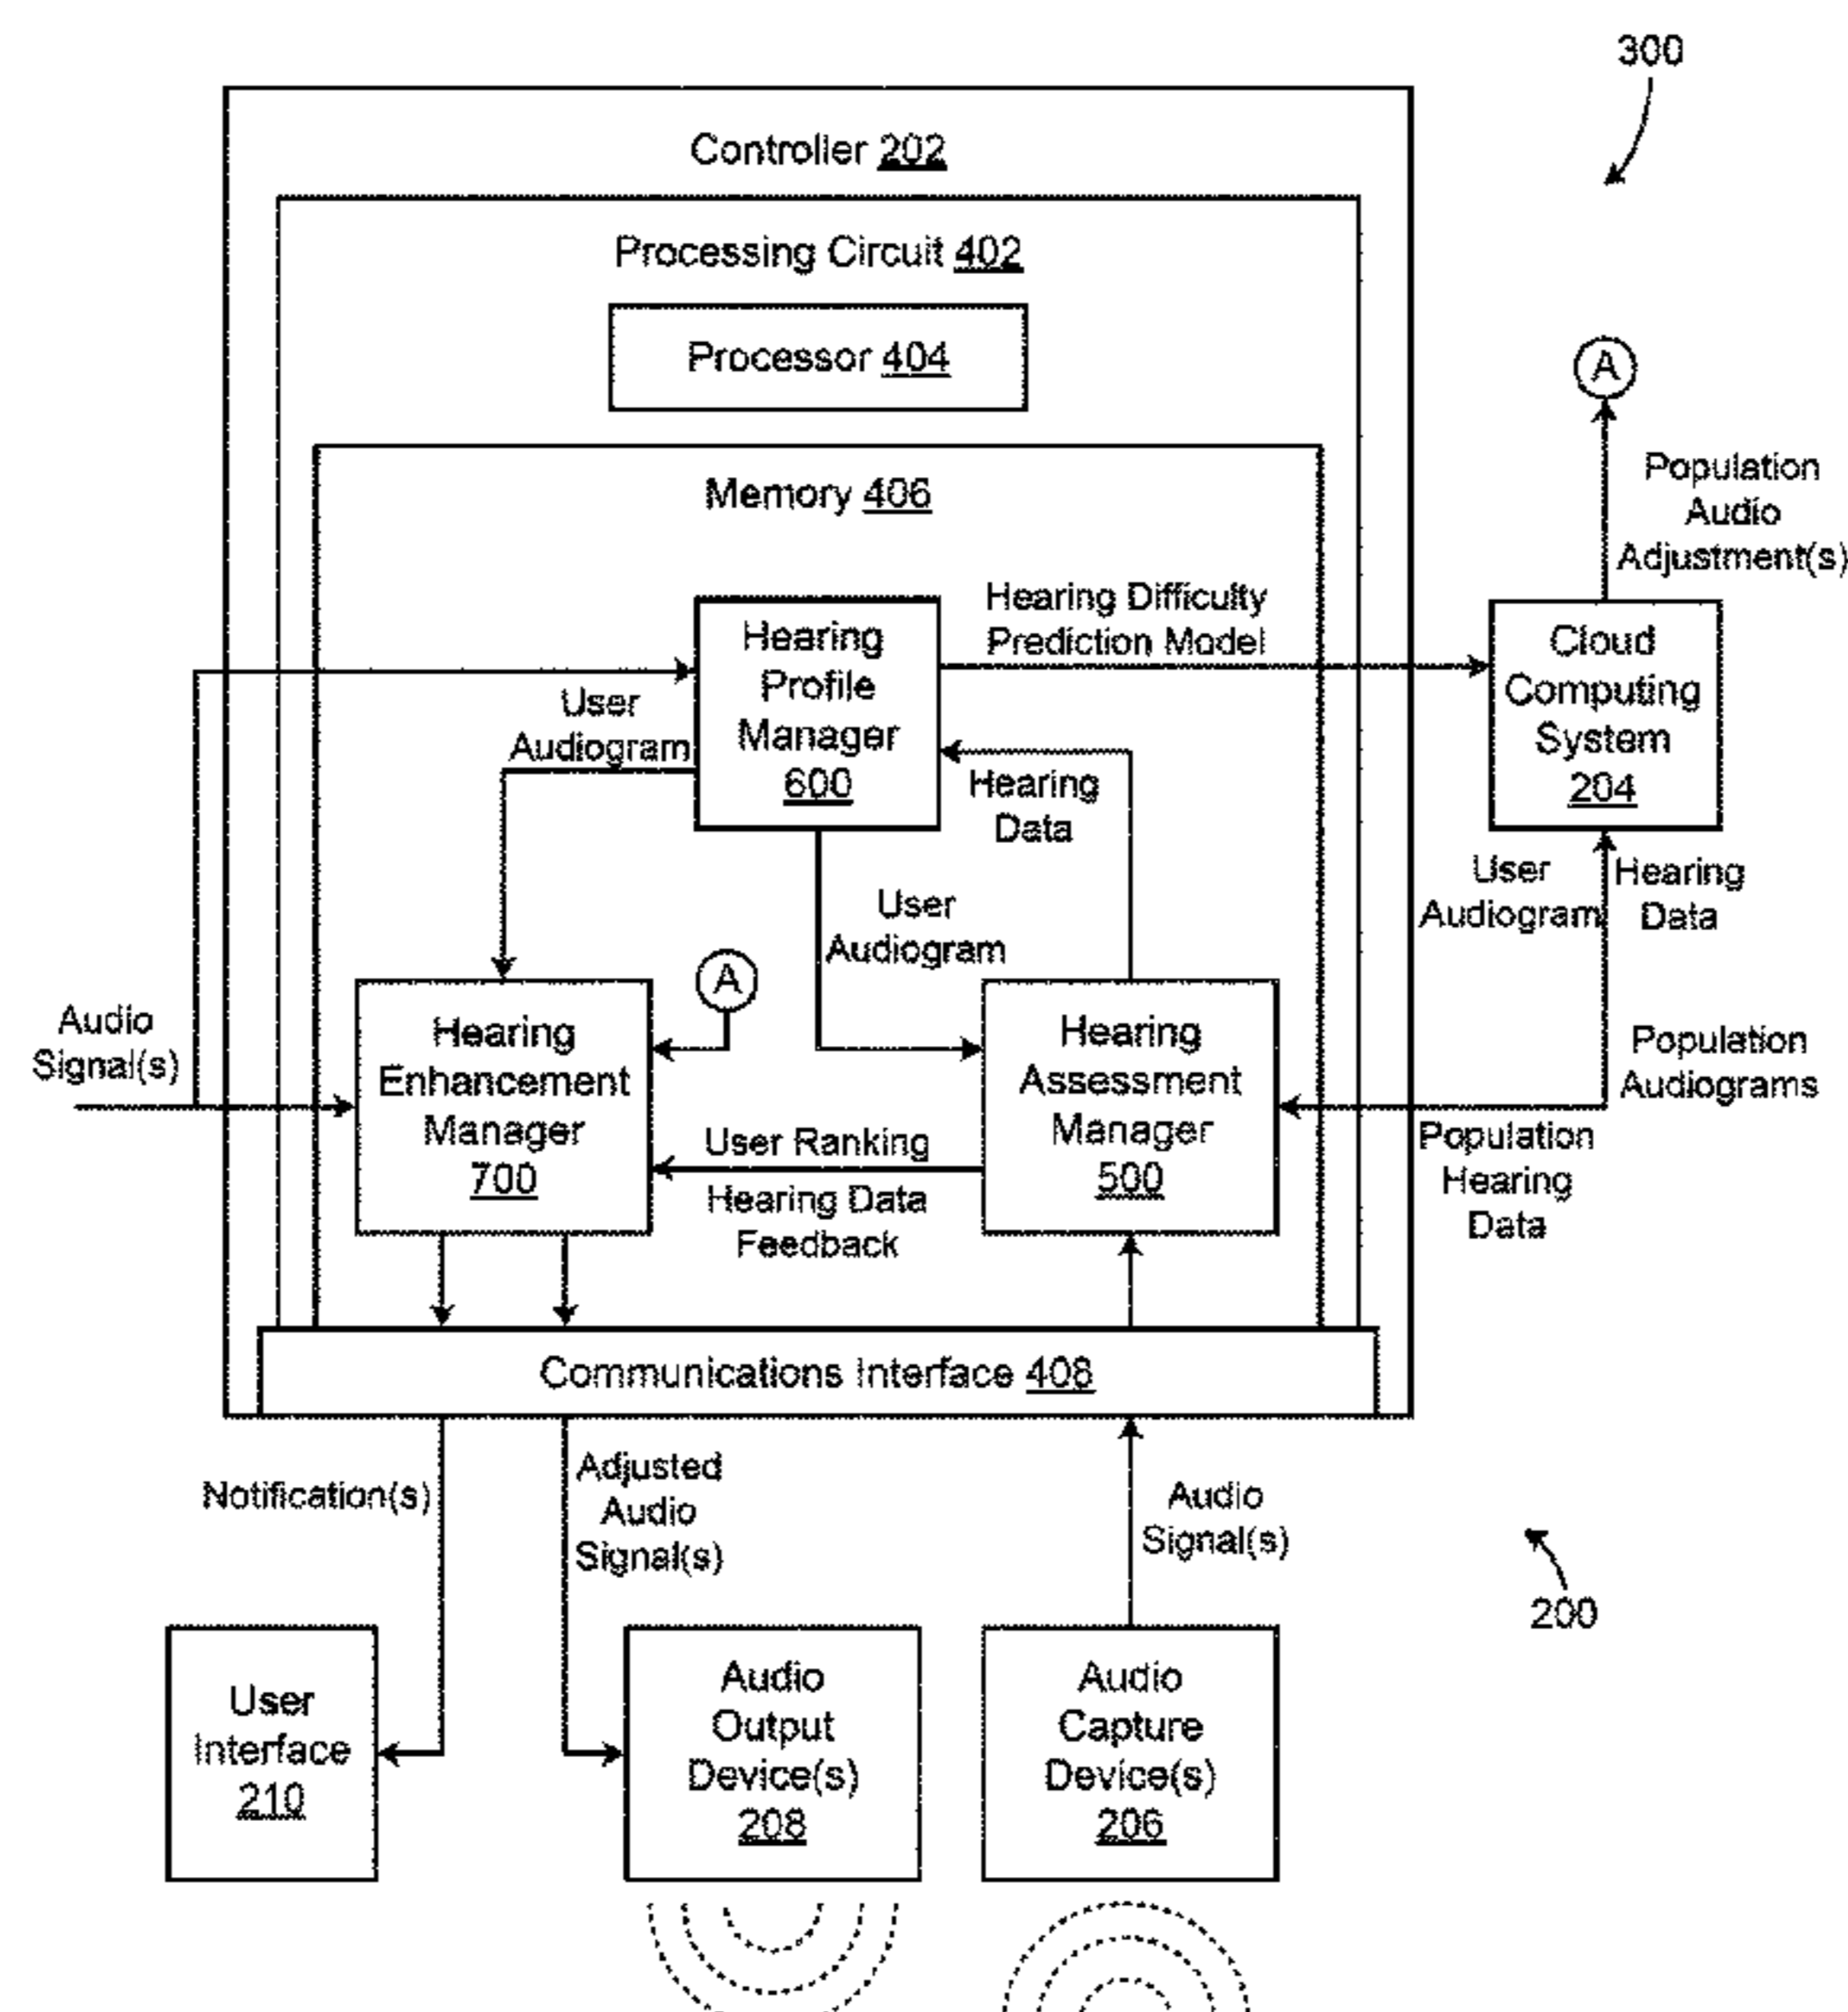 300
Controller 202
Processing Circuit 402
Processor 404
A
Population
Audio
Adjustment(s)
Memory 406
Hearing
Profile
Manager
600
Hearing Difficulty
Prediction Model
Cloud
Computing
System
204
User
Audiogram
Hearing
Data
User
Audiogram
User
Audiogram
Hearing
Data
A
Audio
Signal(s)
Hearing
Enhancement
Manager
700
Hearing
Assessment
Manager
500
Population
Audiograms
User Ranking
Hearing Data
Feedback
Population
Hearing
Data
Communications Interface 408
Notification(s)
Adjusted
Audio
Signal(s)
Audio
Signal(s)
200
User
Interface
210
Audio
Output
Device(s)
208
Audio
Capture
Device(s)
206